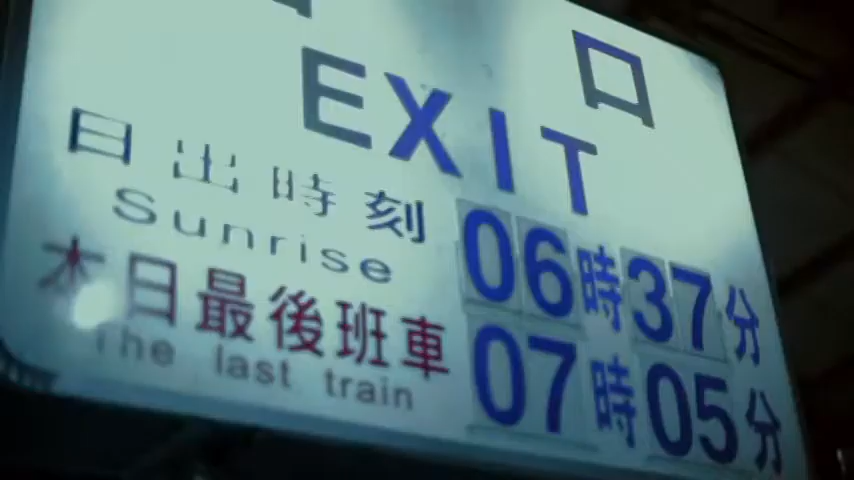 口
EXIT
日出時刻 06時37分
Sunrise
本日最後班車 07時05分
The last train